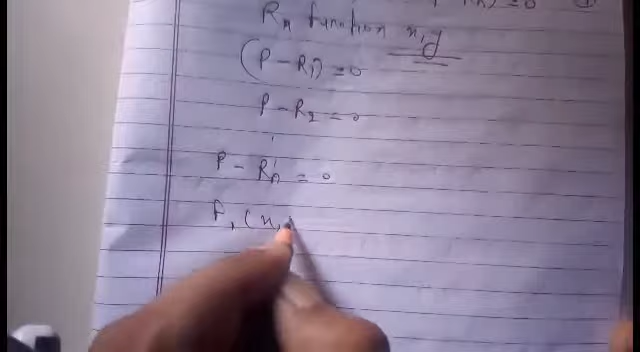 Rn function x,y
(P - R1) = 0
P - R2 = 0
P - Rn = 0
F1 (x,